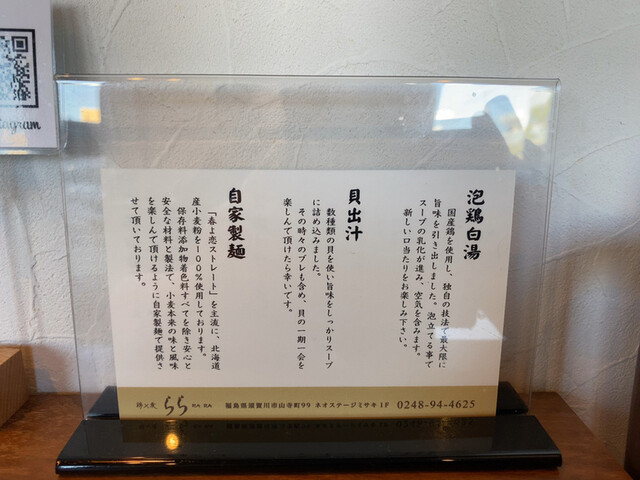 泡鶏白湯
国産鶏を使用し、独自の技法で最大限に
旨味を引き出しました。泡立てる事で
スープの乳化が進み、空気を含みます。
新しい口当たりをお楽しみ下さい。
貝出汁
数種類の貝を使い旨味をしっかりスープ
に詰め込みました。
その時々のブレも含め、貝の一期一会を
楽しんで頂けたら幸いです。
自家製麺
「春よ恋ストレート」を主流に、北海道
産小麦粉を100％使用しております。
保存料添加物着色料すべてを除き安心と
安全な材料と製法で、小麦本来の味と風味
を楽しんで頂けるように自家製麺で提供さ
せて頂いております。
ららRARA
福島県須賀川市山寺町99 ネオステージミサキ1F 0248-94-4625